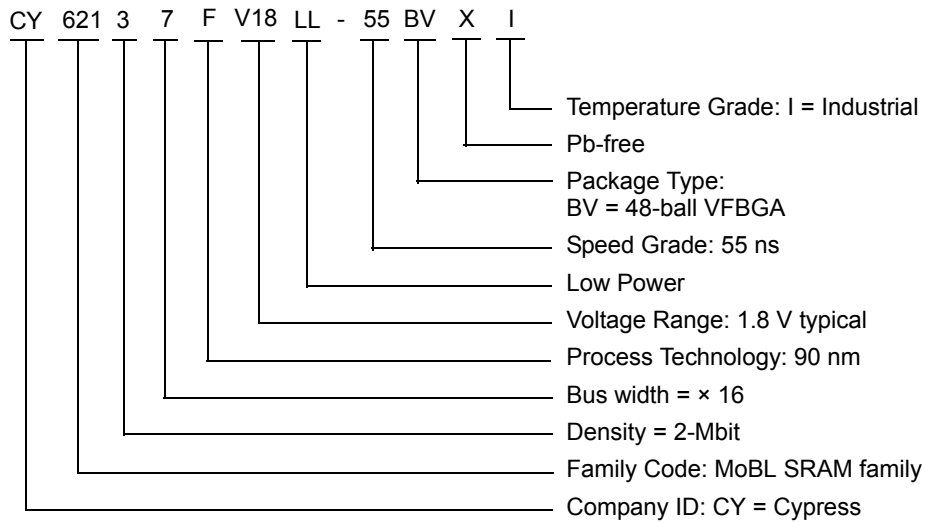 CY 621 3 7 F V18 LL - 55 BV X I
Temperature Grade: I = Industrial
Pb-free
Package Type:
BV = 48-ball VFBGA
Speed Grade: 55 ns
Low Power
Voltage Range: 1.8 V typical
Process Technology: 90 nm
Bus width = × 16
Density = 2-Mbit
Family Code: MoBL SRAM family
Company ID: CY = Cypress